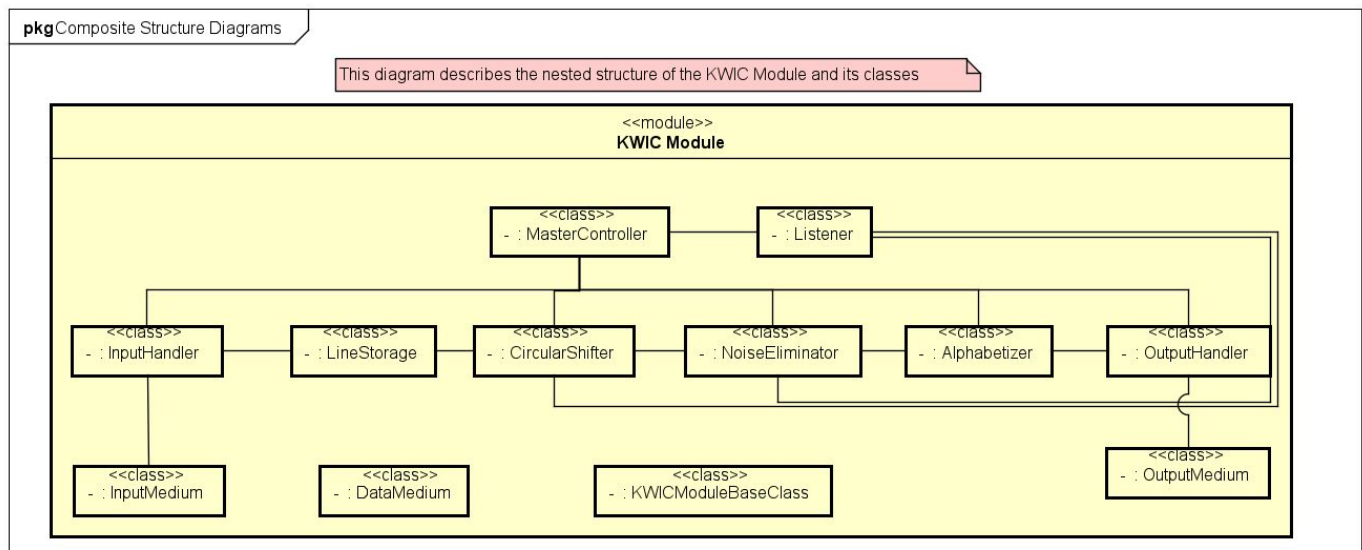 pkg Composite Structure Diagrams
This diagram describes the nested structure of the KWIC Module and its classes
<<module>>
KWIC Module
<<class>>
- : MasterController
<<class>>
- : Listener
<<class>>
- : InputHandler
<<class>>
- : LineStorage
<<class>>
- : CircularShifter
<<class>>
- : NoiseEliminator
<<class>>
- : Alphabetizer
<<class>>
- : OutputHandler
<<class>>
- : InputMedium
<<class>>
- : DataMedium
<<class>>
- : KWICModuleBaseClass
<<class>>
- : OutputMedium